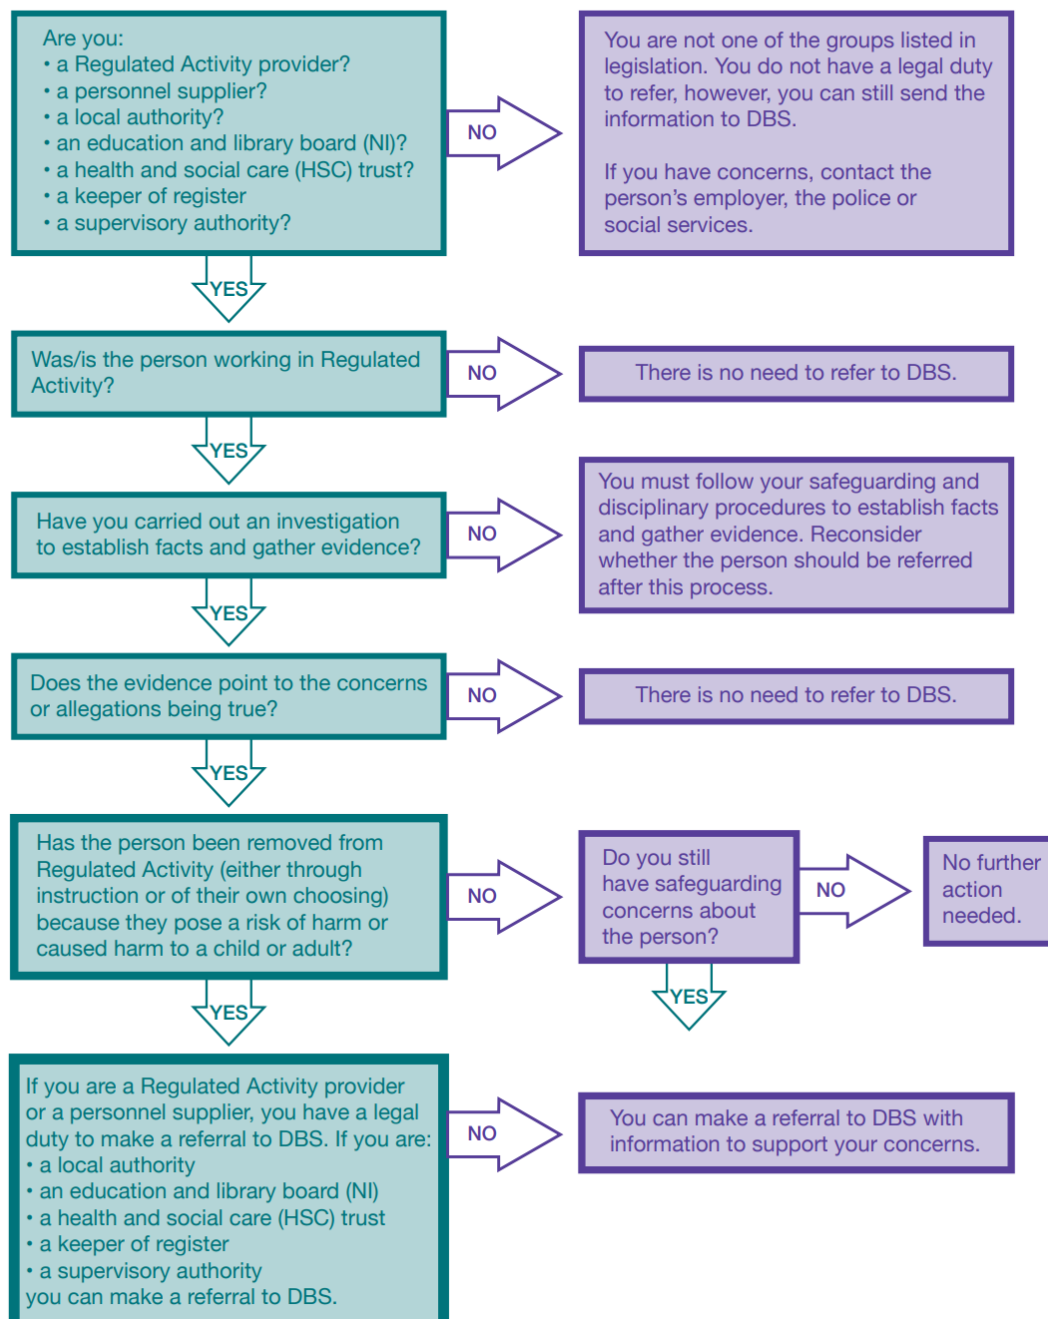 Are you:
• a Regulated Activity provider?
• a personnel supplier?
• a local authority?
• an education and library board (NI)?
• a health and social care (HSC) trust?
• a keeper of register
• a supervisory authority?
NO
You are not one of the groups listed in
legislation. You do not have a legal duty
to refer, however, you can still send the
information to DBS.
If you have concerns, contact the
person's employer, the police or
social services.
YES
Was/is the person working in Regulated
Activity?
NO
There is no need to refer to DBS.
YES
Have you carried out an investigation
to establish facts and gather evidence?
NO
You must follow your safeguarding and
disciplinary procedures to establish facts
and gather evidence. Reconsider
whether the person should be referred
after this process.
YES
Does the evidence point to the concerns
or allegations being true?
NO
There is no need to refer to DBS.
YES
Has the person been removed from
Regulated Activity (either through
instruction or of their own choosing)
because they pose a risk of harm or
caused harm to a child or adult?
NO
Do you still
have safeguarding
concerns about
the person?
NO
No further
action
needed.
YES
YES
If you are a Regulated Activity provider
or a personnel supplier, you have a legal
duty to make a referral to DBS. If you are:
• a local authority
• an education and library board (NI)
• a health and social care (HSC) trust
• a keeper of register
• a supervisory authority
you can make a referral to DBS.
NO
You can make a referral to DBS with
information to support your concerns.